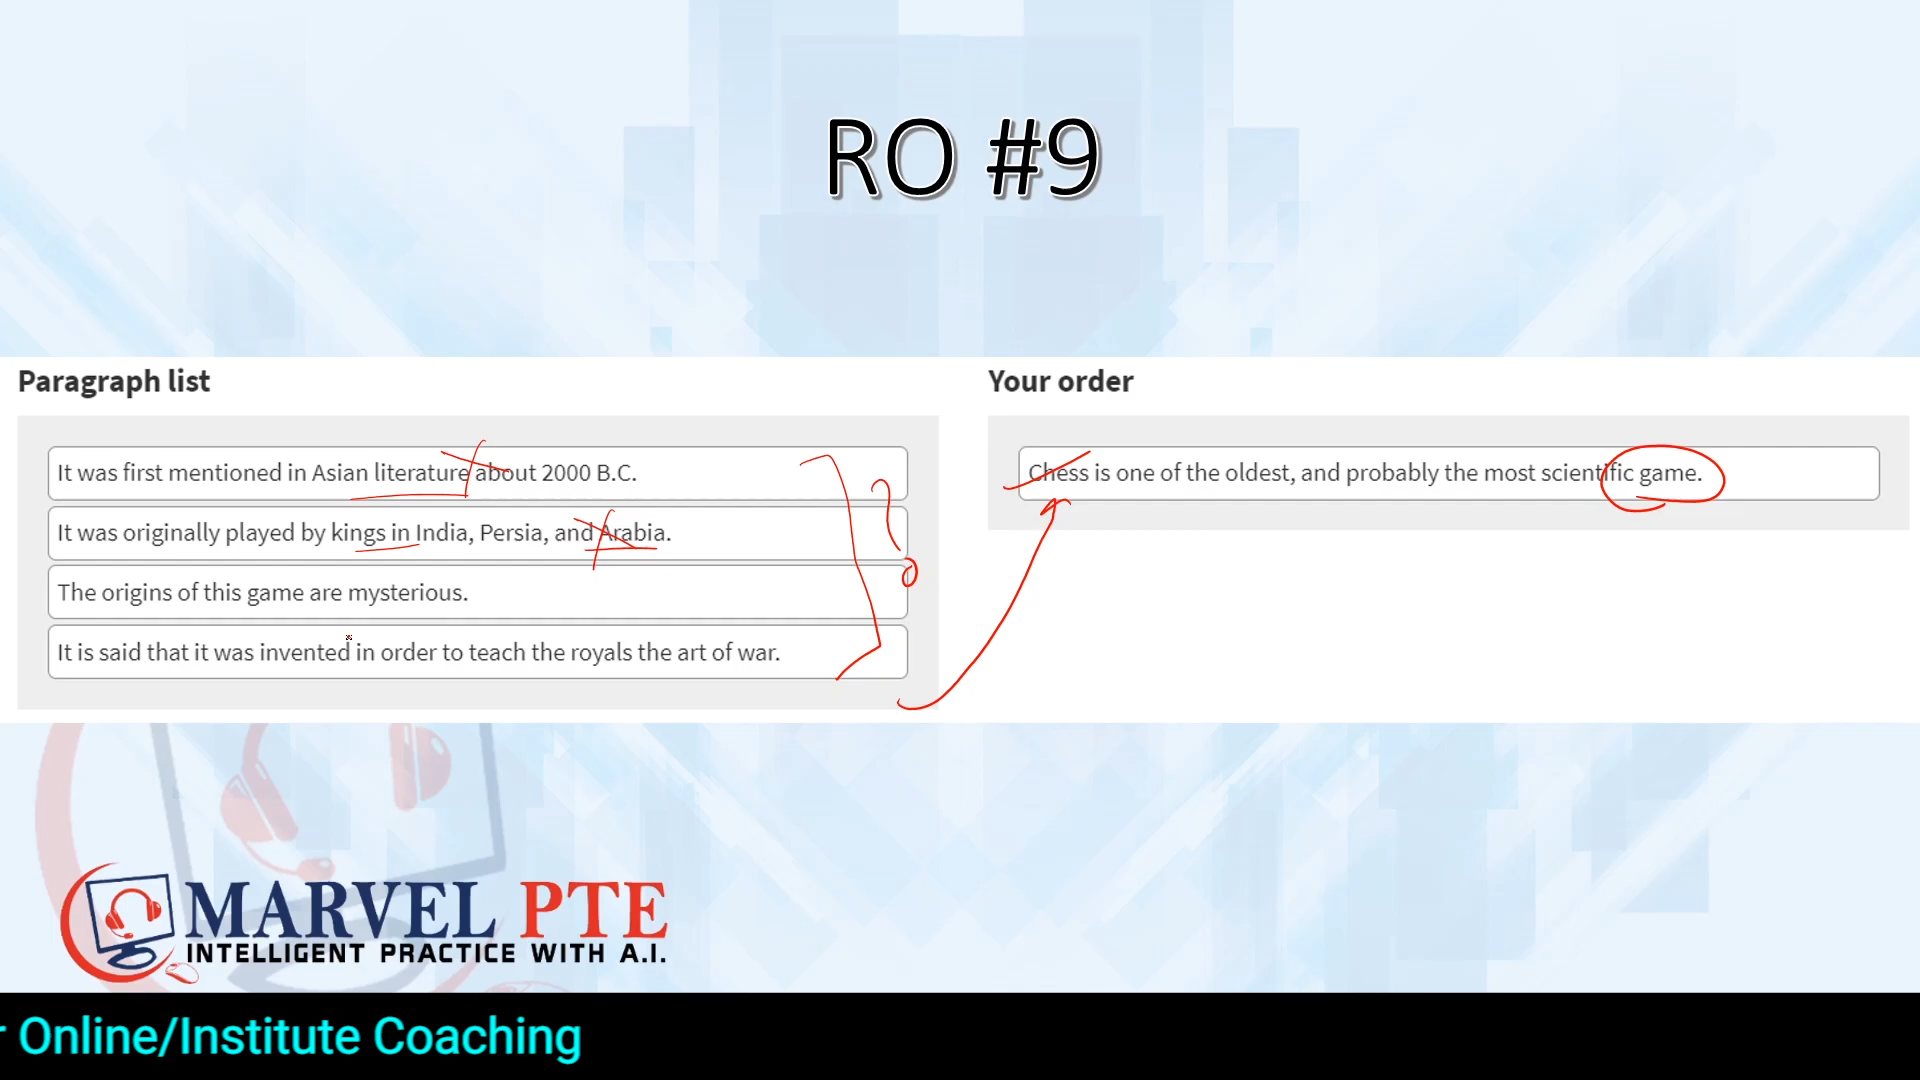 RO #9
Paragraph list
It was first mentioned in Asian literature about 2000 B.C.
It was originally played by kings in India, Persia, and Arabia.
The origins of this game are mysterious.
It is said that it was invented in order to teach the royals the art of war.
Your order
Chess is one of the oldest, and probably the most scientific game.
MARVEL PTE
INTELLIGENT PRACTICE WITH A.I.
Online/Institute Coaching